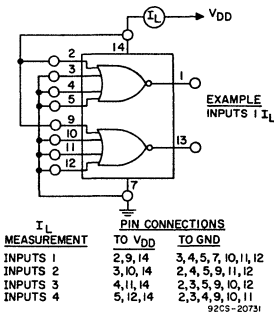 IL
VDD
14
2
3
4
5
1
EXAMPLE
INPUTS 1 IL
9
10
11
12
13
7
IL PIN CONNECTIONS
MEASUREMENT TO VDD TO GND
INPUTS 1 2,9,14 3,4,5,7,10,11,12
INPUTS 2 3,10,14 2,4,5,9,11,12
INPUTS 3 4,11,14 2,3,5,9,10,12
INPUTS 4 5,12,14 2,3,4,9,10,11
92CS-20731